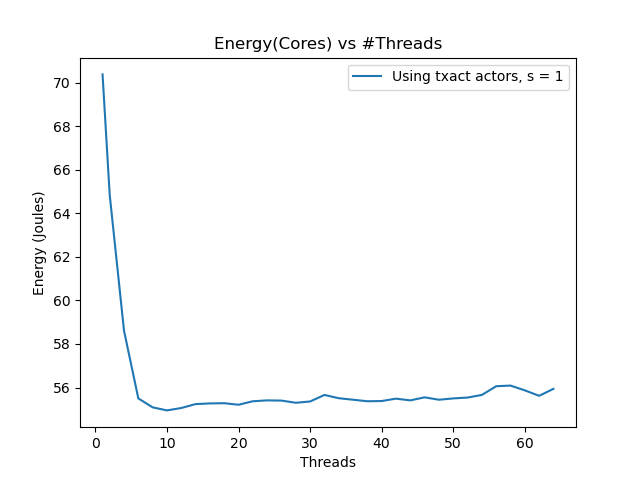 Energy(Cores) vs #Threads
Using txact actors, s = 1
Energy (Joules)
70
68
66
64
62
60
58
56
0 10 20 30 40 50 60
Threads